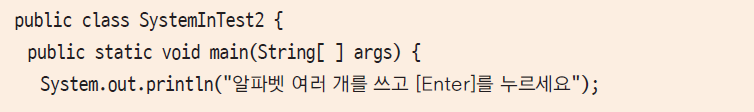 public class SystemInTest2 {
public static void main(String[ ] args) {
System.out.println("알파벳 여러 개를 쓰고 [Enter]를 누르세요");